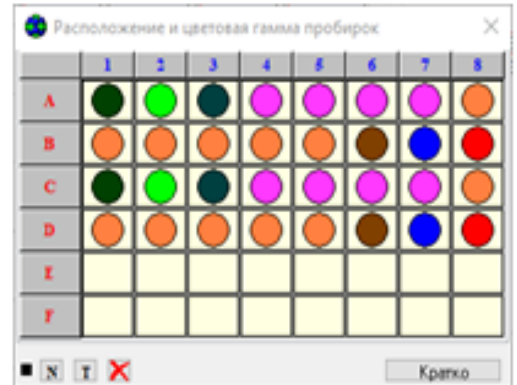 Расположение и цветовая гамма пробирок
1 2 3 4 5 6 7 8
A
B
C
D
E
F
N T
Кратко